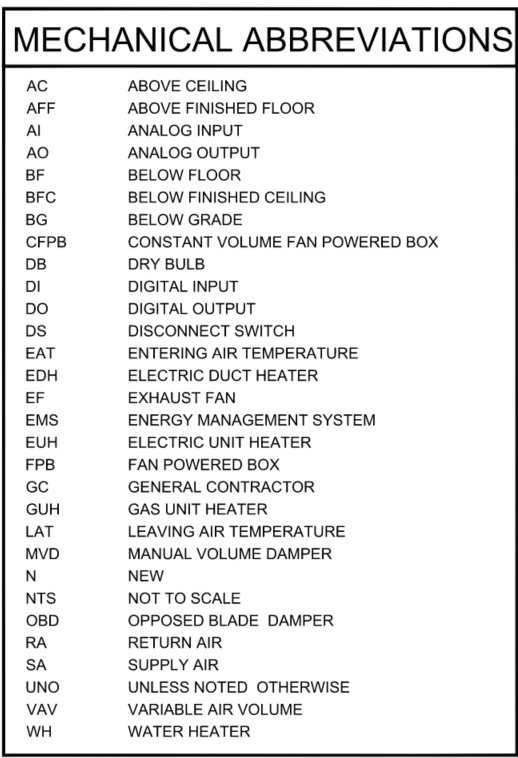 MECHANICAL ABBREVIATIONS
AC ABOVE CEILING
AFF ABOVE FINISHED FLOOR
AI ANALOG INPUT
AO ANALOG OUTPUT
BF BELOW FLOOR
BFC BELOW FINISHED CEILING
BG BELOW GRADE
CFPB CONSTANT VOLUME FAN POWERED BOX
DB DRY BULB
DI DIGITAL INPUT
DO DIGITAL OUTPUT
DS DISCONNECT SWITCH
EAT ENTERING AIR TEMPERATURE
EDH ELECTRIC DUCT HEATER
EF EXHAUST FAN
EMS ENERGY MANAGEMENT SYSTEM
EUH ELECTRIC UNIT HEATER
FPB FAN POWERED BOX
GC GENERAL CONTRACTOR
GUH GAS UNIT HEATER
LAT LEAVING AIR TEMPERATURE
MVD MANUAL VOLUME DAMPER
N NEW
NTS NOT TO SCALE
OBD OPPOSED BLADE DAMPER
RA RETURN AIR
SA SUPPLY AIR
UNO UNLESS NOTED OTHERWISE
VAV VARIABLE AIR VOLUME
WH WATER HEATER